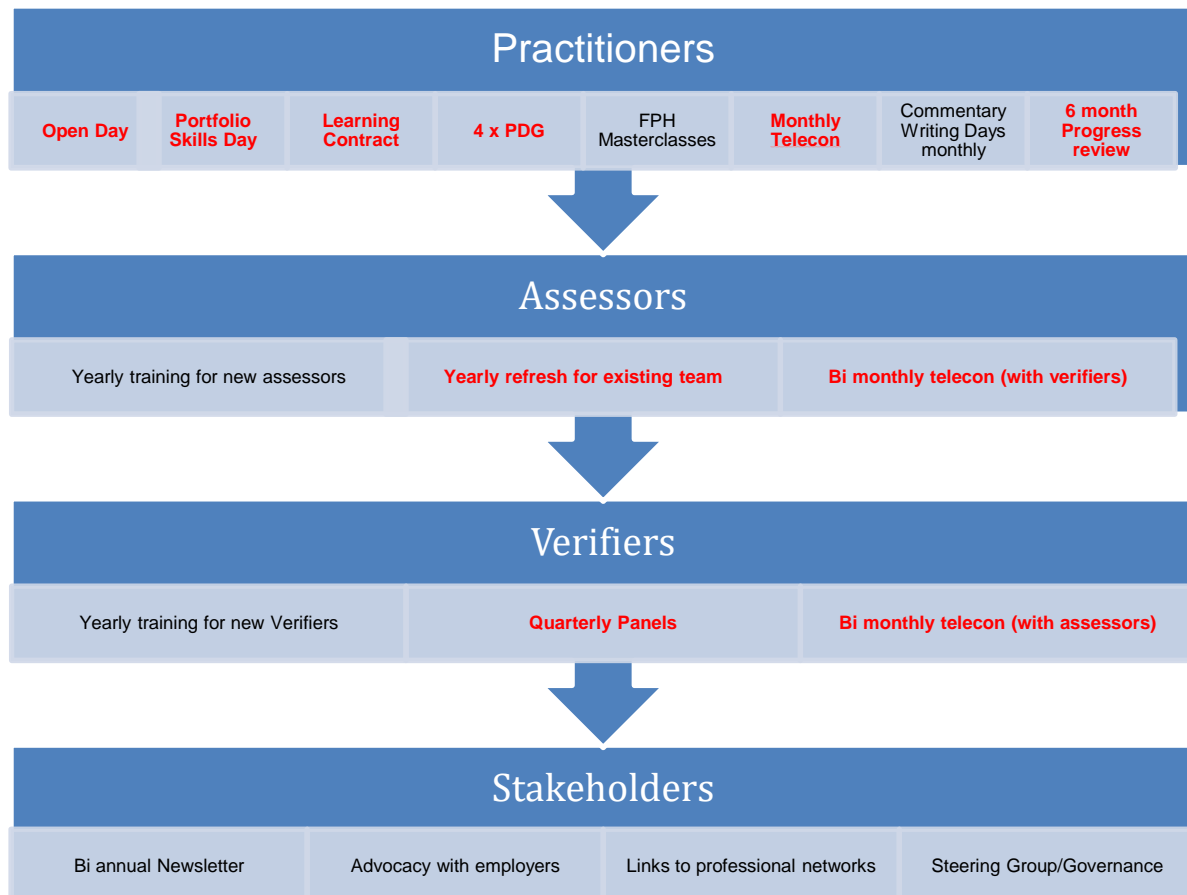 Practitioners
Open Day
Portfolio
Skills Day
Learning
Contract
4 x PDG
FPH
Masterclasses
Monthly
Telecon
Commentary
Writing Days
monthly
6 month
Progress
review
Assessors
Yearly training for new assessors
Yearly refresh for existing team
Bi monthly telecon (with verifiers)
Verifiers
Yearly training for new Verifiers
Quarterly Panels
Bi monthly telecon (with assessors)
Stakeholders
Bi annual Newsletter
Advocacy with employers
Links to professional networks
Steering Group/Governance